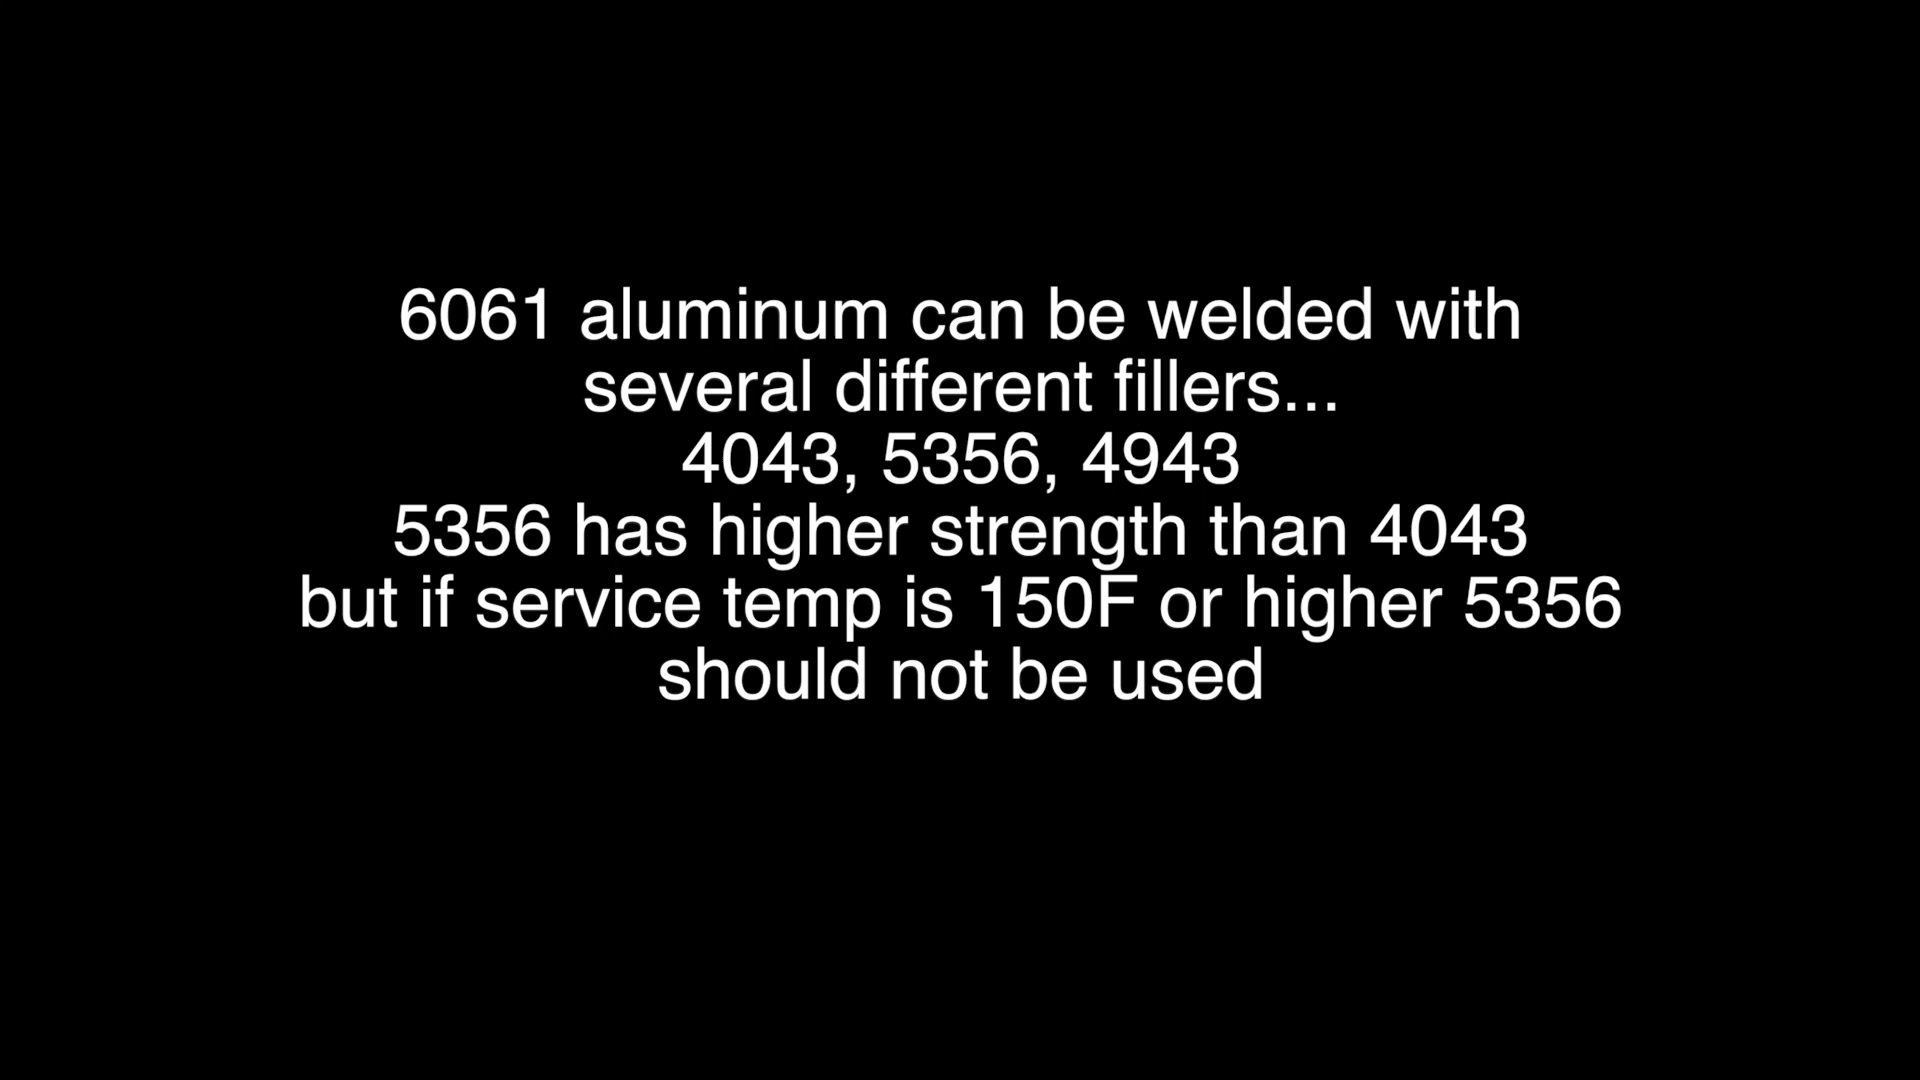 6061 aluminum can be welded with
several different fillers...
4043, 5356, 4943
5356 has higher strength than 4043
but if service temp is 150F or higher 5356
should not be used